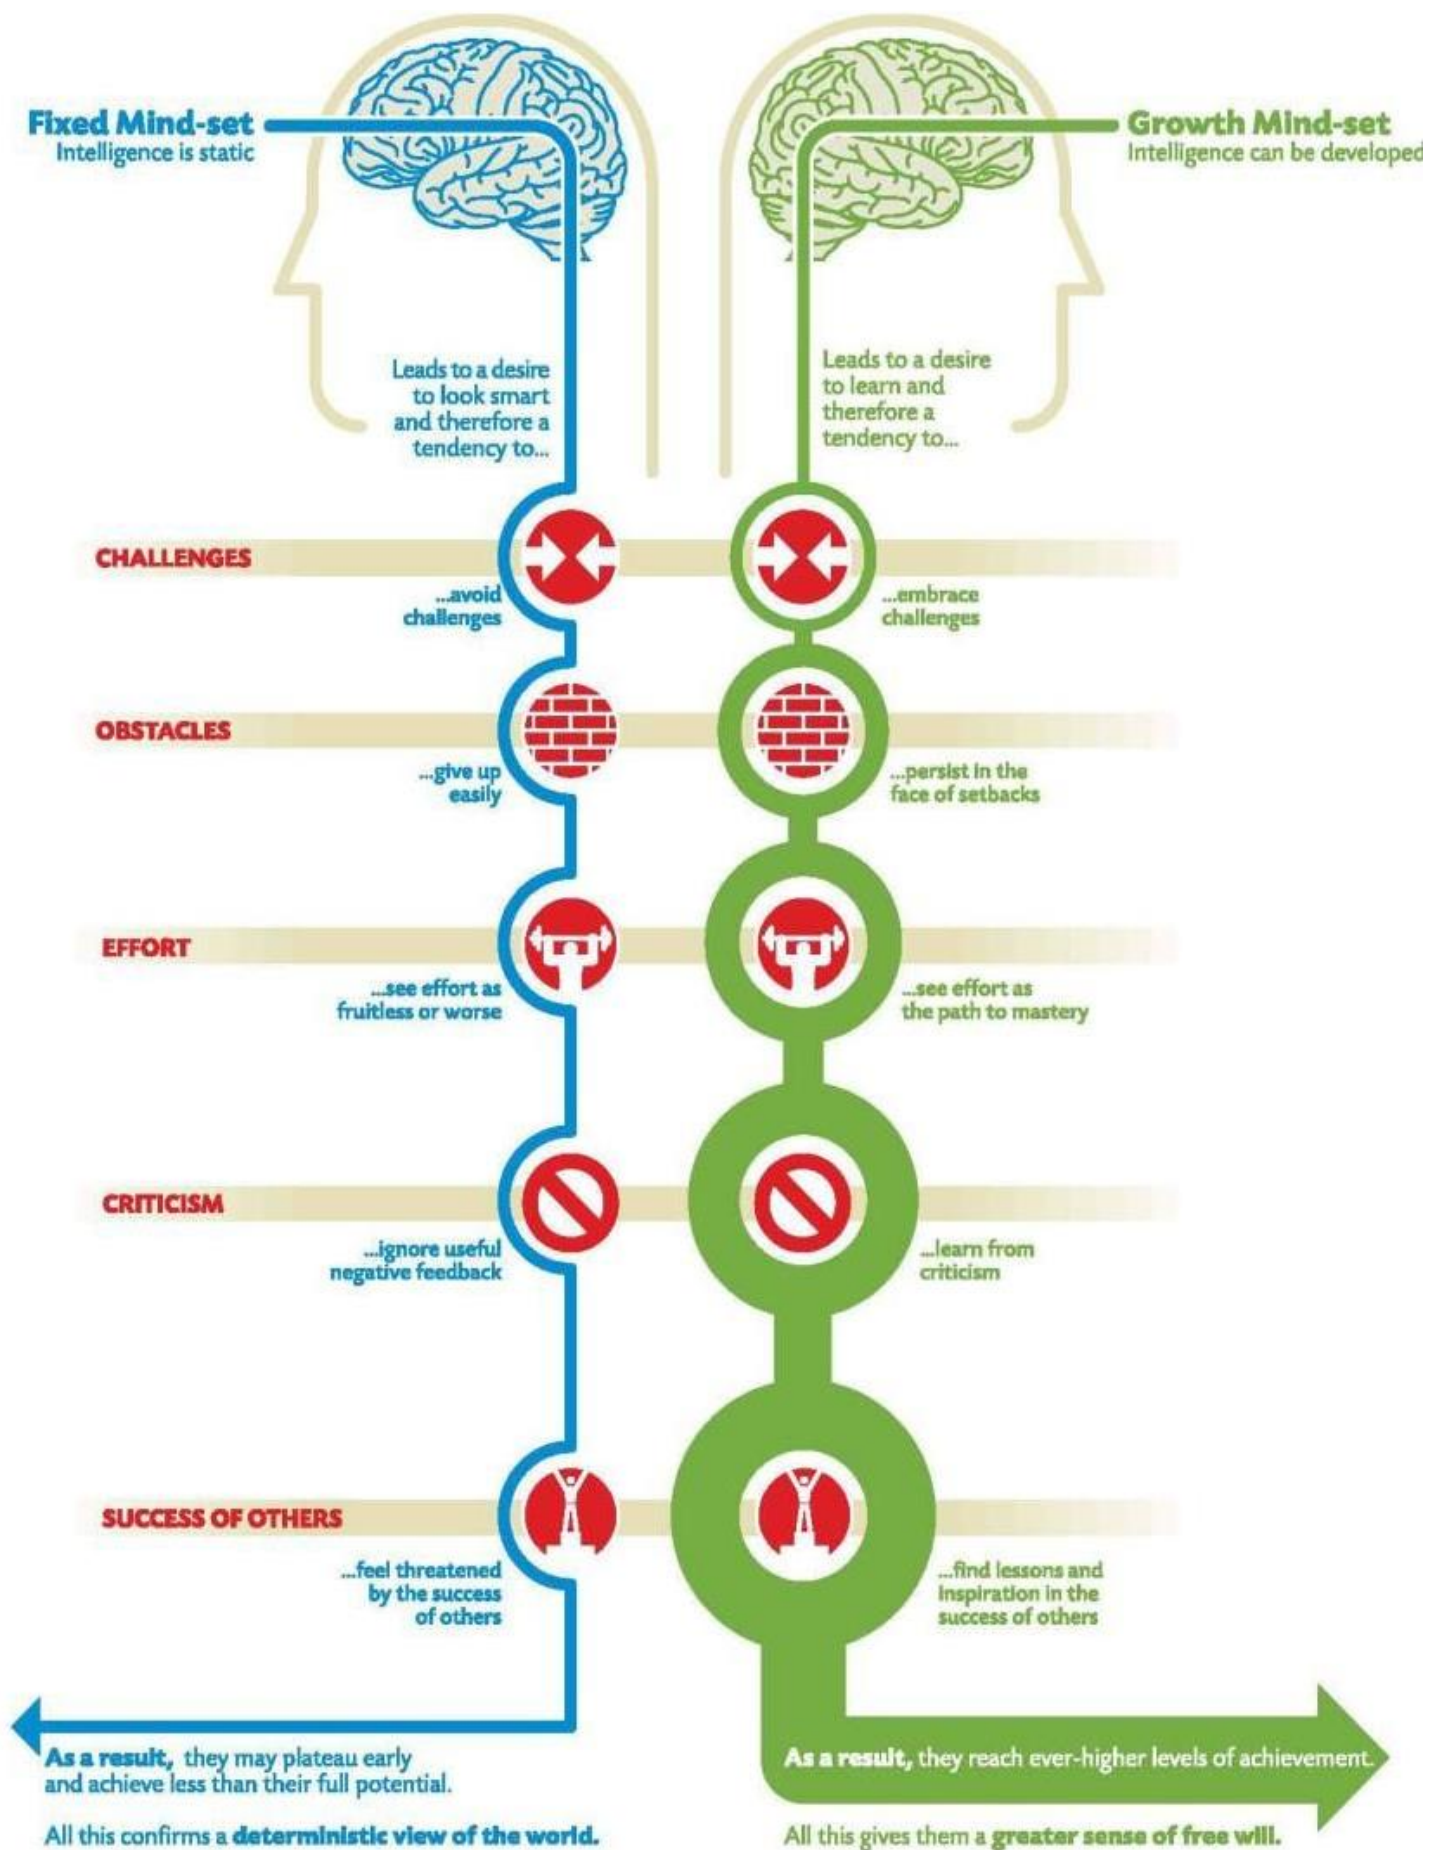 Fixed Mind-set
Intelligence is static
Growth Mind-set
Intelligence can be developed
Leads to a desire
to look smart
and therefore a
tendency to...
Leads to a desire
to learn and
therefore a
tendency to...
CHALLENGES
...avoid
challenges
...embrace
challenges
OBSTACLES
...give up
easily
...persist in the
face of setbacks
EFFORT
...see effort as
fruitless or worse
...see effort as
the path to mastery
CRITICISM
...ignore useful
negative feedback
...learn from
criticism
SUCCESS OF OTHERS
...feel threatened
by the success
of others
...find lessons and
inspiration in the
success of others
As a result, they may plateau early
and achieve less than their full potential.
All this confirms a deterministic view of the world.
As a result, they reach ever-higher levels of achievement.
All this gives them a greater sense of free will.